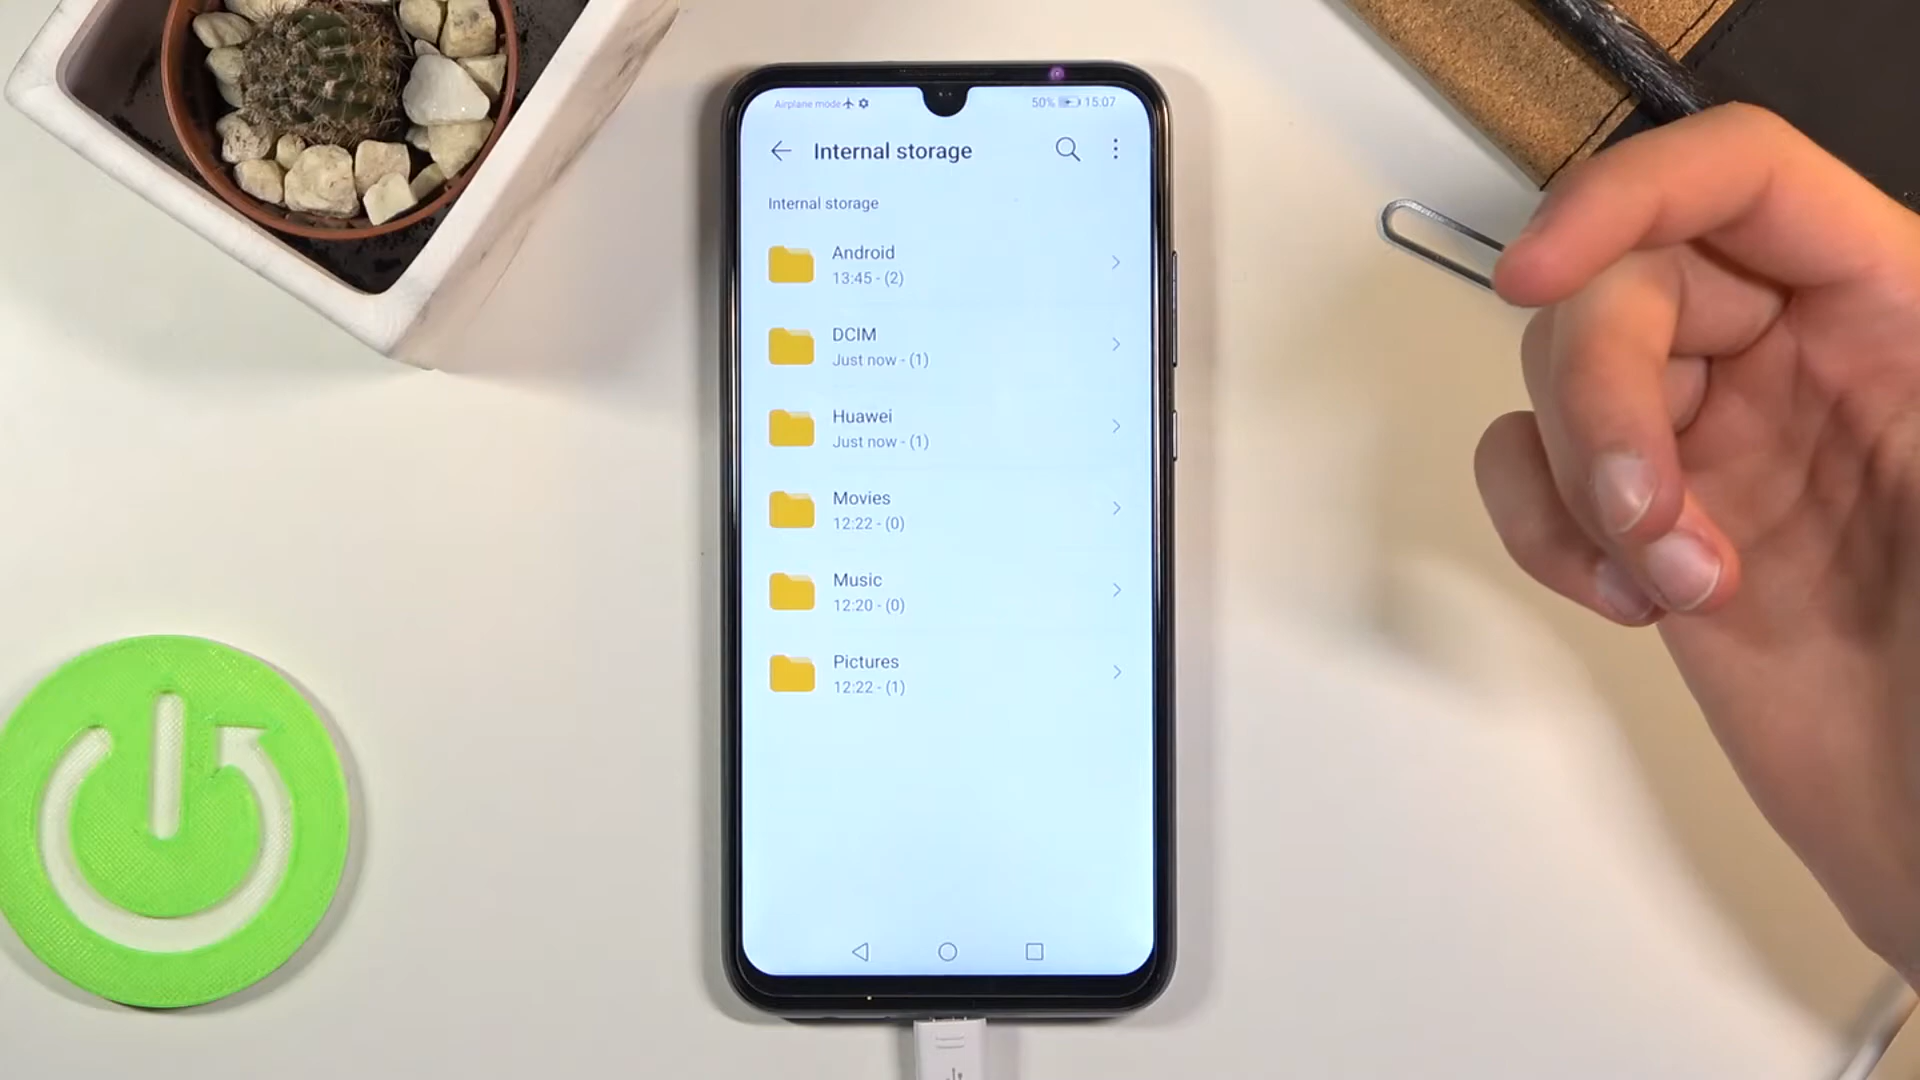 Airplane mode 50% 15:07
Internal storage
Internal storage
Android
13:45 - (2)
DCIM
Just now - (1)
Huawei
Just now - (1)
Movies
12:22 - (0)
Music
12:20 - (0)
Pictures
12:22 - (1)